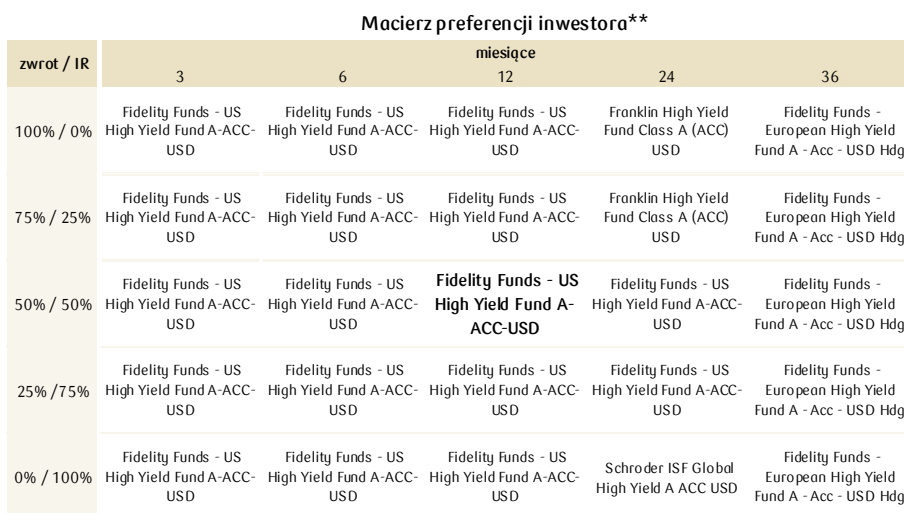 Macierz preferencji inwestora**
zwrot / IR
miesiące
3 6 12 24 36
100% / 0%
Fidelity Funds - US
High Yield Fund A-ACC-
USD
Fidelity Funds - US
High Yield Fund A-ACC-
USD
Fidelity Funds - US
High Yield Fund A-ACC-
USD
Franklin High Yield
Fund Class A (ACC)
USD
Fidelity Funds -
European High Yield
Fund A - Acc - USD Hdg
75% / 25%
Fidelity Funds - US
High Yield Fund A-ACC-
USD
Fidelity Funds - US
High Yield Fund A-ACC-
USD
Fidelity Funds - US
High Yield Fund A-ACC-
USD
Franklin High Yield
Fund Class A (ACC)
USD
Fidelity Funds -
European High Yield
Fund A - Acc - USD Hdg
50% / 50%
Fidelity Funds - US
High Yield Fund A-ACC-
USD
Fidelity Funds - US
High Yield Fund A-ACC-
USD
Fidelity Funds - US
High Yield Fund A-
ACC-USD
Fidelity Funds - US
High Yield Fund A-ACC-
USD
Fidelity Funds -
European High Yield
Fund A - Acc - USD Hdg
25% /75%
Fidelity Funds - US
High Yield Fund A-ACC-
USD
Fidelity Funds - US
High Yield Fund A-ACC-
USD
Fidelity Funds - US
High Yield Fund A-ACC-
USD
Fidelity Funds - US
High Yield Fund A-ACC-
USD
Fidelity Funds -
European High Yield
Fund A - Acc - USD Hdg
0% / 100%
Fidelity Funds - US
High Yield Fund A-ACC-
USD
Fidelity Funds - US
High Yield Fund A-ACC-
USD
Fidelity Funds - US
High Yield Fund A-ACC-
USD
Schroder ISF Global
High Yield A ACC USD
Fidelity Funds -
European High Yield
Fund A - Acc - USD Hdg